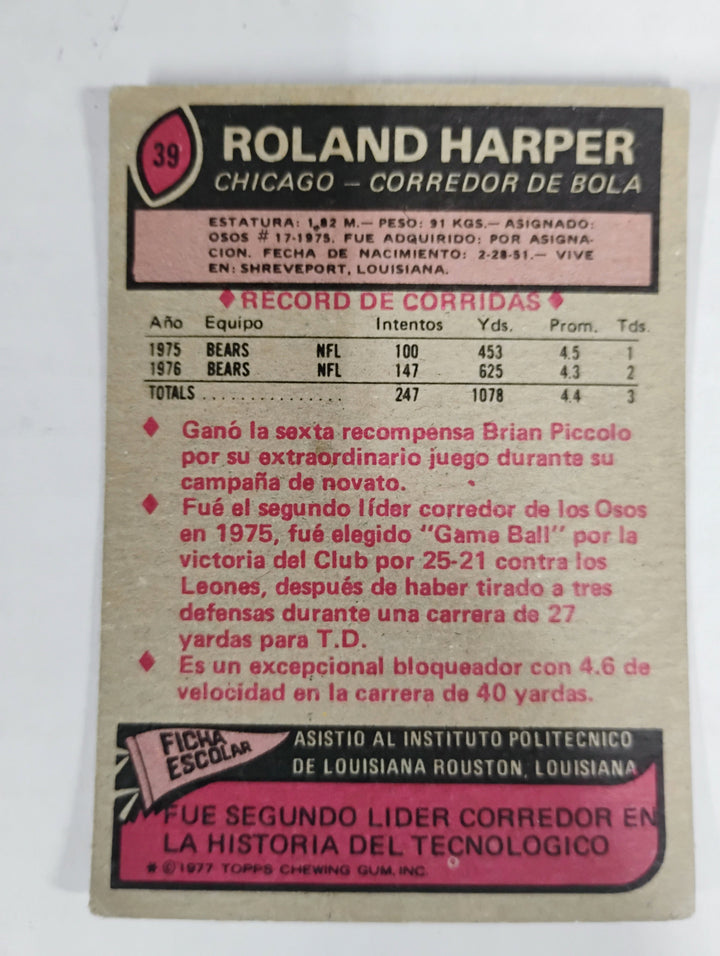 39
ROLAND HARPER
CHICAGO – CORREDOR DE BOLA
ESTATURA: 1,82 M.– PESO: 91 KGS.– ASIGNADO:
OSOS # 17-1975. FUE ADQUIRIDO: POR ASIGNA-
CION. FECHA DE NACIMIENTO: 2-28-51.– VIVE
EN: SHREVEPORT, LOUISIANA.
♦RECORD DE CORRIDAS♦
Año Equipo Intentos Yds. Prom. Tds.
1975 BEARS NFL 100 453 4.5 1
1976 BEARS NFL 147 625 4.3 2
TOTALS ................ 247 1078 4.4 3
♦ Ganó la sexta recompensa Brian Piccolo
por su extraordinario juego durante su
campaña de novato.
♦ Fué el segundo líder corredor de los Osos
en 1975, fué elegido "Game Ball" por la
victoria del Club por 25-21 contra los
Leones, después de haber tirado a tres
defensas durante una carrera de 27
yardas para T.D.
♦ Es un excepcional bloqueador con 4.6 de
velocidad en la carrera de 40 yardas.
FICHA
ESCOLAR
ASISTIO AL INSTITUTO POLITECNICO
DE LOUISIANA ROUSTON, LOUISIANA
FUE SEGUNDO LIDER CORREDOR EN
LA HISTORIA DEL TECNOLOGICO
* ©1977 TOPPS CHEWING GUM, INC.